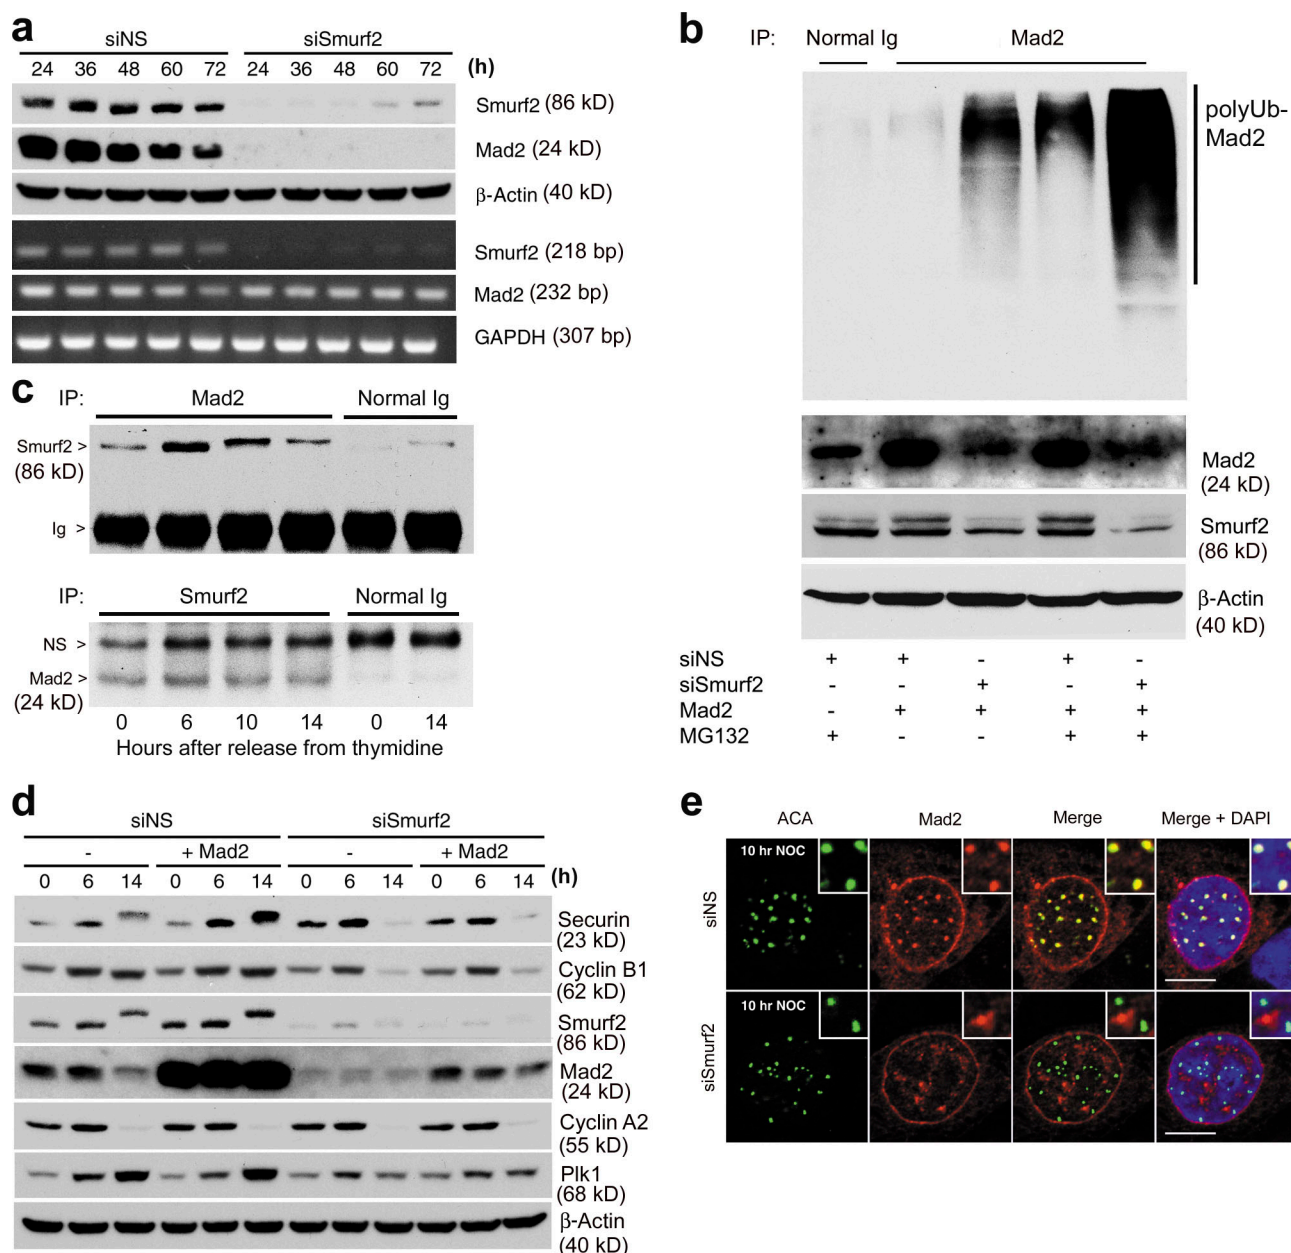 a
siNS siSmurf2
24 36 48 60 72 24 36 48 60 72 (h)
Smurf2 (86 kD)
Mad2 (24 kD)
β-Actin (40 kD)
Smurf2 (218 bp)
Mad2 (232 bp)
GAPDH (307 bp)
b
IP: Normal Ig Mad2
polyUb-
Mad2
Mad2
(24 kD)
Smurf2
(86 kD)
β-Actin
(40 kD)
siNS + + - + -
siSmurf2 - - + - +
Mad2 - + + + +
MG132 + - - + +
c
IP: Mad2 Normal Ig
Smurf2 >
(86 kD)
Ig >
IP: Smurf2 Normal Ig
NS >
Mad2 >
(24 kD)
0 6 10 14 0 14
Hours after release from thymidine
d
siNS siSmurf2
- + Mad2 - + Mad2
0 6 14 0 6 14 0 6 14 0 6 14 (h)
Securin
(23 kD)
Cyclin B1
(62 kD)
Smurf2
(86 kD)
Mad2
(24 kD)
Cyclin A2
(55 kD)
Plk1
(68 kD)
β-Actin
(40 kD)
e
ACA Mad2 Merge Merge + DAPI
siNS
10 hr NOC
siSmurf2
10 hr NOC